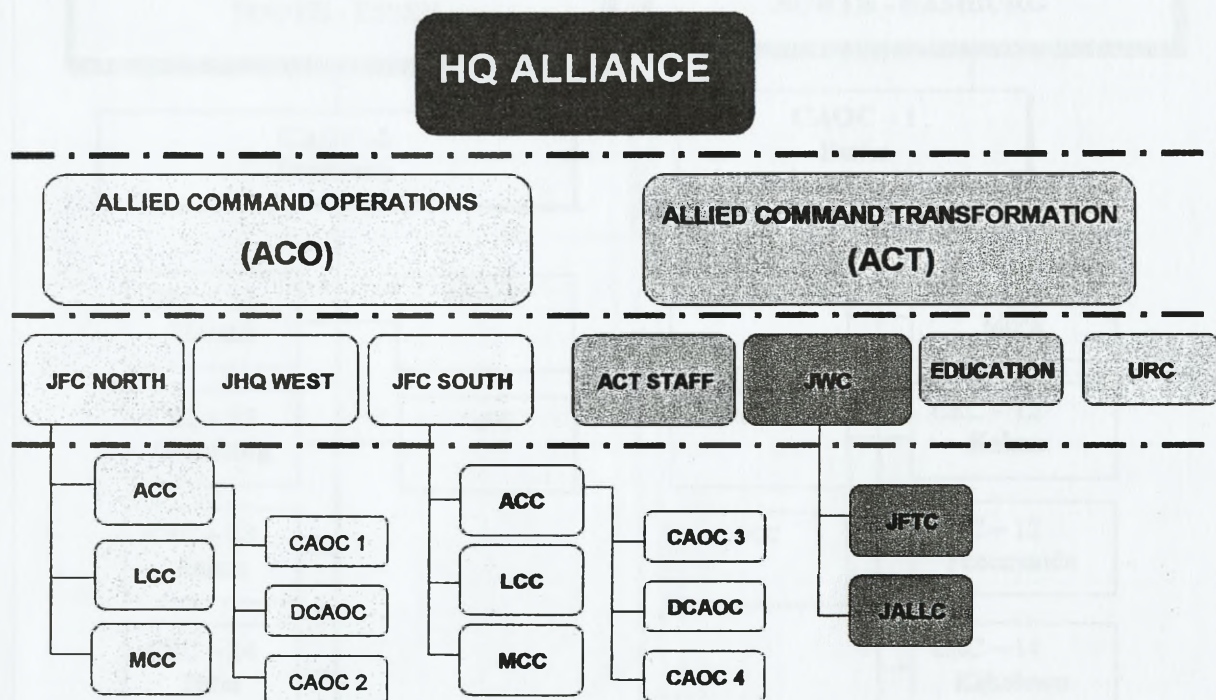 HQ ALLIANCE
ALLIED COMMAND OPERATIONS
(ACO)
ALLIED COMMAND TRANSFORMATION
(ACT)
JFC NORTH
JHQ WEST
JFC SOUTH
ACT STAFF
JWC
EDUCATION
URC
ACC
LCC
MCC
CAOC 1
DCAOC
CAOC 2
ACC
LCC
MCC
CAOC 3
DCAOC
CAOC 4
JFTC
JALLC